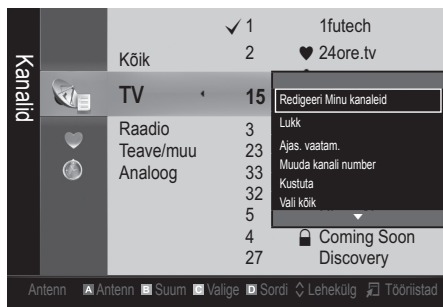 Kanalid
1 1futech
Kõik 2 24ore.tv
TV 15
Redigeeri Minu kanaleid
Lukk
Ajas. vaatam.
Muuda kanali number
Kustuta
Vali kõik
Raadio 3
Teave/muu 23
Analoog 33
32
5
4 Coming Soon
27 Discovery
Antenn A Antenn B Suum C Valige D Sordi Lehekülg Tööriistad